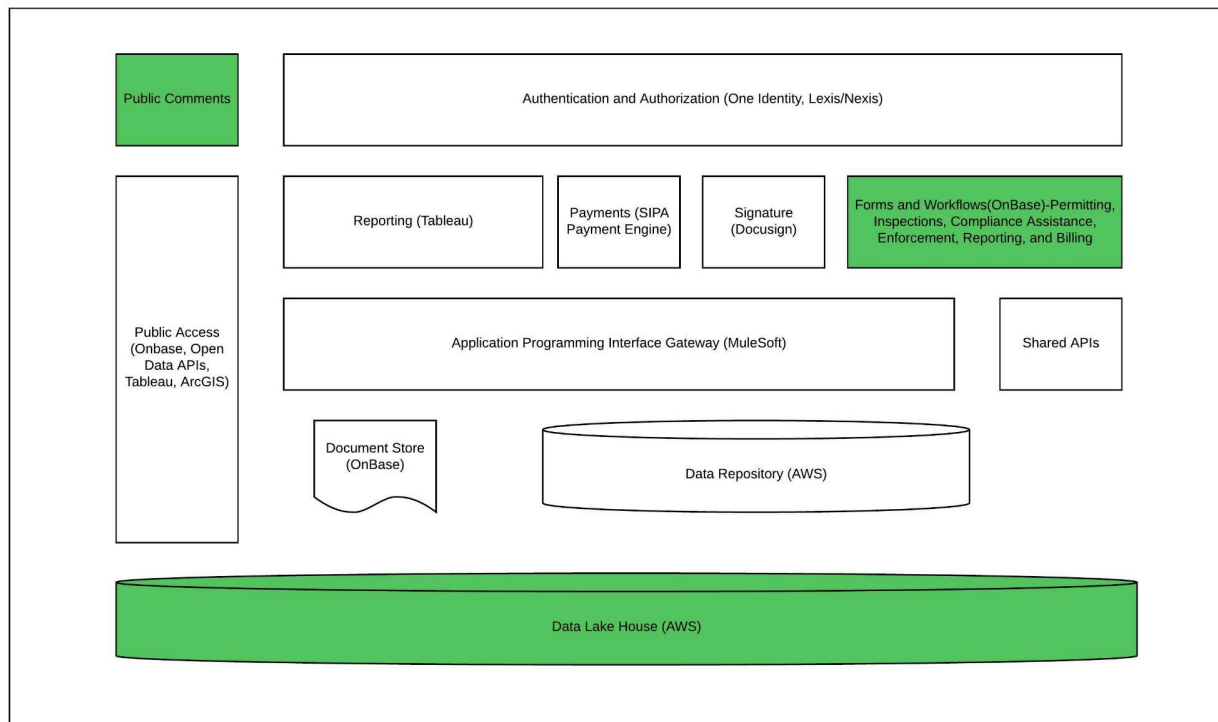 Public Comments
Authentication and Authorization (One Identity, Lexis/Nexis)
Reporting (Tableau)
Payments (SIPA
Payment Engine)
Signature
(Docusign)
Forms and Workflows(OnBase)-Permitting,
Inspections, Compliance Assistance,
Enforcement, Reporting, and Billing
Public Access
(Onbase, Open
Data APIs,
Tableau, ArcGIS)
Application Programming Interface Gateway (MuleSoft)
Shared APIs
Document Store
(OnBase)
Data Repository (AWS)
Data Lake House (AWS)